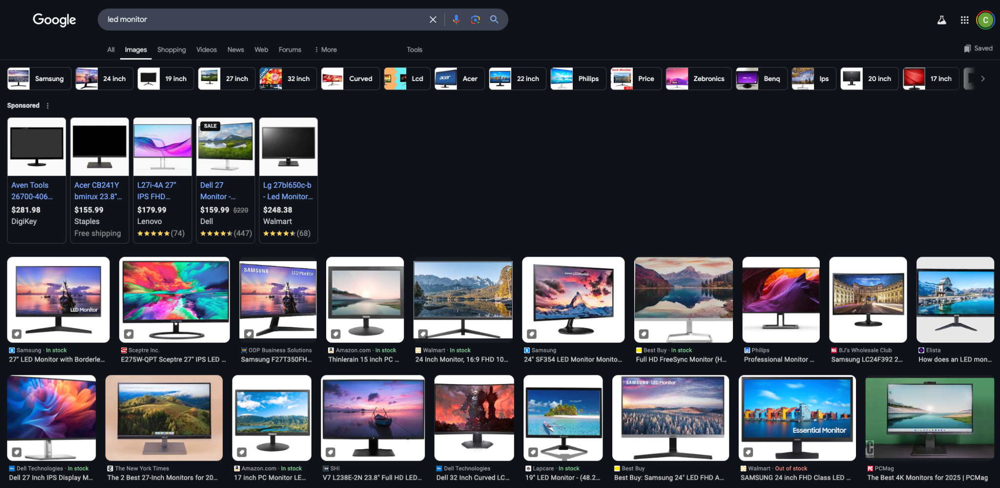 Google
led monitor
C
All
Images
Shopping
Videos
News
Web
Forums
More
Tools
Saved
Samsung
24 inch
19 inch
27 inch
32 inch
Curved
Lcd
Acer
22 inch
Philips
Price
Zebronics
Benq
Ips
20 inch
17 inch
Sponsored
SALE
Aven Tools
26700-406...
$281.98
DigiKey
Acer CB241Y
bmirux 23.8"...
$155.99
Staples
Free shipping
L27i-4A 27"
IPS FHD...
$179.99
Lenovo
(74)
Dell 27
Monitor -...
$159.99 $220
Dell
(447)
Lg 27bl650c-b
- Led Monitor...
$248.38
Walmart
(68)
LED Monitor
SAMSUNG
LED Monitor
LED Monitor
Samsung · In stock
27" LED Monitor with Borderle...
Sceptre Inc.
E275W-QPT Sceptre 27" IPS LED ...
ODP Business Solutions
Samsung F27T350FH...
Amazon.com · In stock
Thinlerain 15 inch PC ...
Walmart · In stock
24 Inch Monitor, 16:9 FHD 10...
Samsung
24" SF354 LED Monitor Monito...
Best Buy · In stock
Full HD FreeSync Monitor (H...
Philips
Professional Monitor ...
BJ's Wholesale Club
Samsung LC24F392 2...
Elista
How does an LED mon...
SAMSUNG LED Monitor
Essential Monitor
Dell Technologies · In stock
Dell 27 Inch IPS Display M...
The New York Times
The 2 Best 27-Inch Monitors for 20...
Amazon.com · In stock
17 inch PC Monitor LE...
SHI
V7 L238E-2N 23.8" Full HD LED...
Dell Technologies
Dell 32 Inch Curved LC...
Lapcare · In stock
19" LED Monitor - (48.2...
Best Buy
Best Buy: Samsung 24" LED FHD A...
Walmart · Out of stock
SAMSUNG 24 inch FHD Class LED ...
PCMag
The Best 4K Monitors for 2025 | PCMag